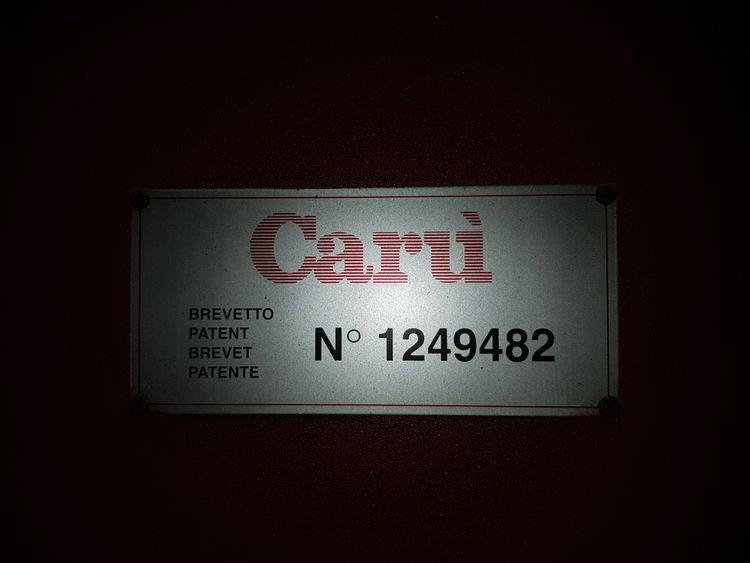 Carù
BREVETTO
PATENT
BREVET
PATENTE
N° 1249482